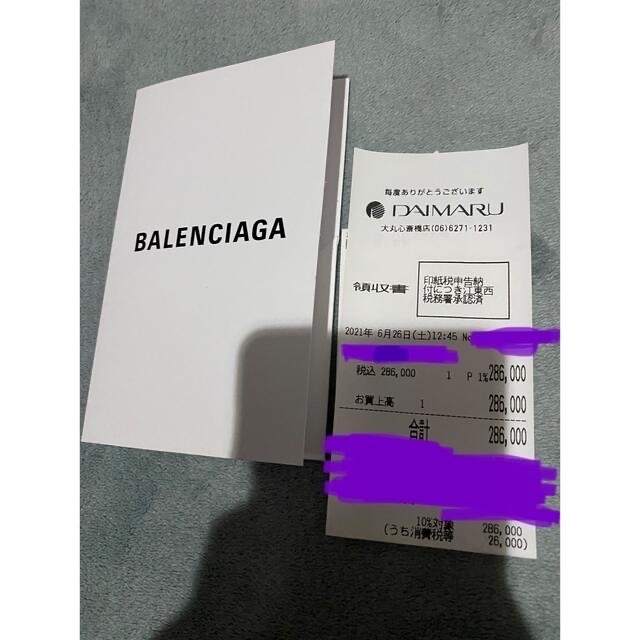 BALENCIAGA
毎度ありがとうございます
DAIMARU
大丸心斎橋店(06)6271-1231
領収書
印紙税申告納
付につき江東西
税務署承認済
2021年 6月26日(土)12:45 No
税込 286,000 1 P 1% 286,000
お買上高 1 286,000
合計 286,000
10%対象 286,000
(うち消費税等 26,000)